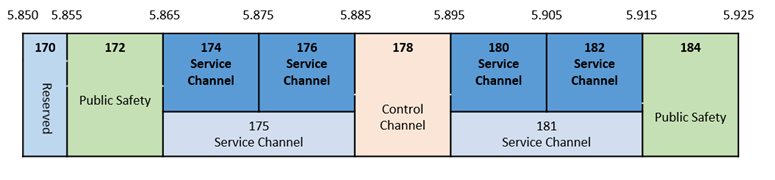 5.850 5.855 5.865 5.875 5.885 5.895 5.905 5.915 5.925
170 172 174 176 178 180 182 184
Service Channel Service Channel Service Channel Service Channel
Reserved Public Safety Control Channel Public Safety
175 181
Service Channel Service Channel